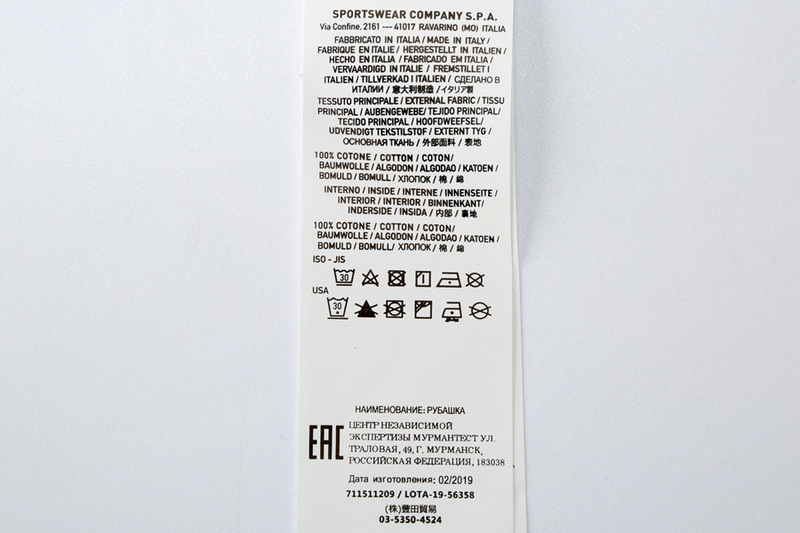 SPORTSWEAR COMPANY S.P.A.
Via Confine, 2161 --- 41017 RAVARINO (MO) ITALIA
FABBRICATO IN ITALIA / MADE IN ITALY /
FABRIQUE EN ITALIE / HERGESTELLT IN ITALIEN /
HECHO EN ITALIA / FABRICADO EM ITALIA /
VERVAARDIGD IN ITALIE / FREMSTILLET I
ITALIEN / TILLVERKAD I ITALIEN / СДЕЛАНО В
ИТАЛИИ / 意大利制造 / イタリア製
TESSUTO PRINCIPALE / EXTERNAL FABRIC / TISSU
PRINCIPAL / AUBENGEWEBE / TEJIDO PRINCIPAL /
TECIDO PRINCIPAL / HOOFDWEEFSEL /
UDVENDIGT TEKSTILSTOF / EXTERNT TYG /
ОСНОВНАЯ ТКАНЬ / 外部面料 / 表地
100% COTONE / COTTON / COTON /
BAUMWOLLE / ALGODON / ALGODAO / KATOEN /
BOMULD / BOMULL / ХЛОПОК / 棉 / 綿
INTERNO / INSIDE / INTERNE / INNENSEITE /
INTERIOR / INTERIOR / BINNENKANT /
INDERSIDE / INSIDA / 内部 / 裏地
100% COTONE / COTTON / COTON /
BAUMWOLLE / ALGODON / ALGODAO / KATOEN /
BOMULD / BOMULL / ХЛОПОК / 棉 / 綿
ISO - JIS
30
USA
30
НАИМЕНОВАНИЕ: РУБАШКА
EAC
ЦЕНТР НЕЗАВИСИМОЙ
ЭКСПЕРТИЗЫ МУРМАНТЕСТ УЛ.
ТРАЛОВАЯ, 49, Г. МУРМАНСК,
РОССИЙСКАЯ ФЕДЕРАЦИЯ, 183038
Дата изготовления: 02/2019
711511209 / LOTA-19-56358
(株)豊田貿易
03-5350-4524